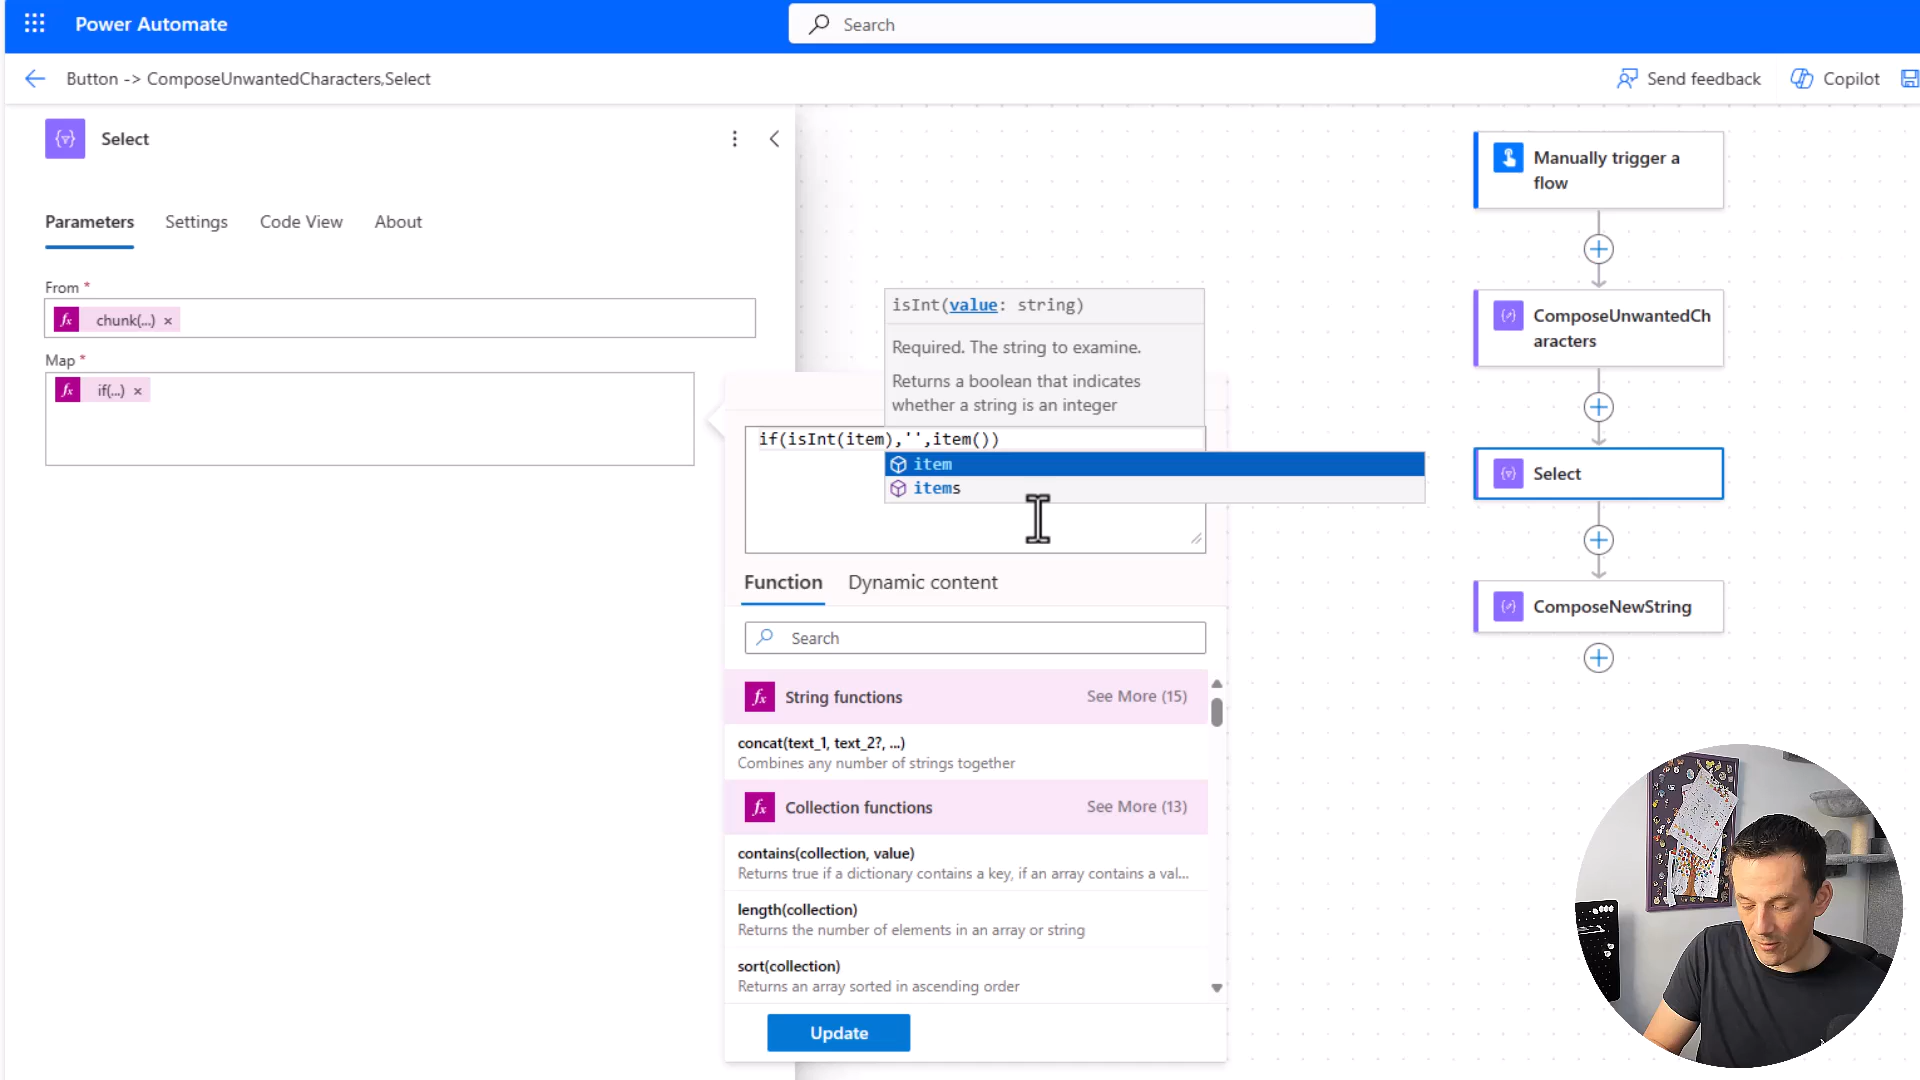 Power Automate
Search
Button -> ComposeUnwantedCharacters,Select
Send feedback
Copilot
Select
Parameters
Settings
Code View
About
From *
fx chunk(...) ×
Map *
fx if(...) ×
isInt(value: string)
Required. The string to examine.
Returns a boolean that indicates
whether a string is an integer
if(isInt(item),'',item())
item
items
Function
Dynamic content
Search
fx String functions
See More (15)
concat(text_1, text_2?, ...)
Combines any number of strings together
fx Collection functions
See More (13)
contains(collection, value)
Returns true if a dictionary contains a key, if an array contains a val...
length(collection)
Returns the number of elements in an array or string
sort(collection)
Returns an array sorted in ascending order
Update
Manually trigger a
flow
ComposeUnwantedCh
aracters
Select
ComposeNewString